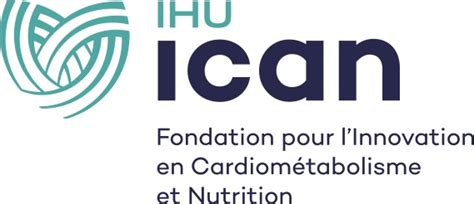 IHU
ican
Fondation pour l'Innovation
en Cardiométabolisme
et Nutrition